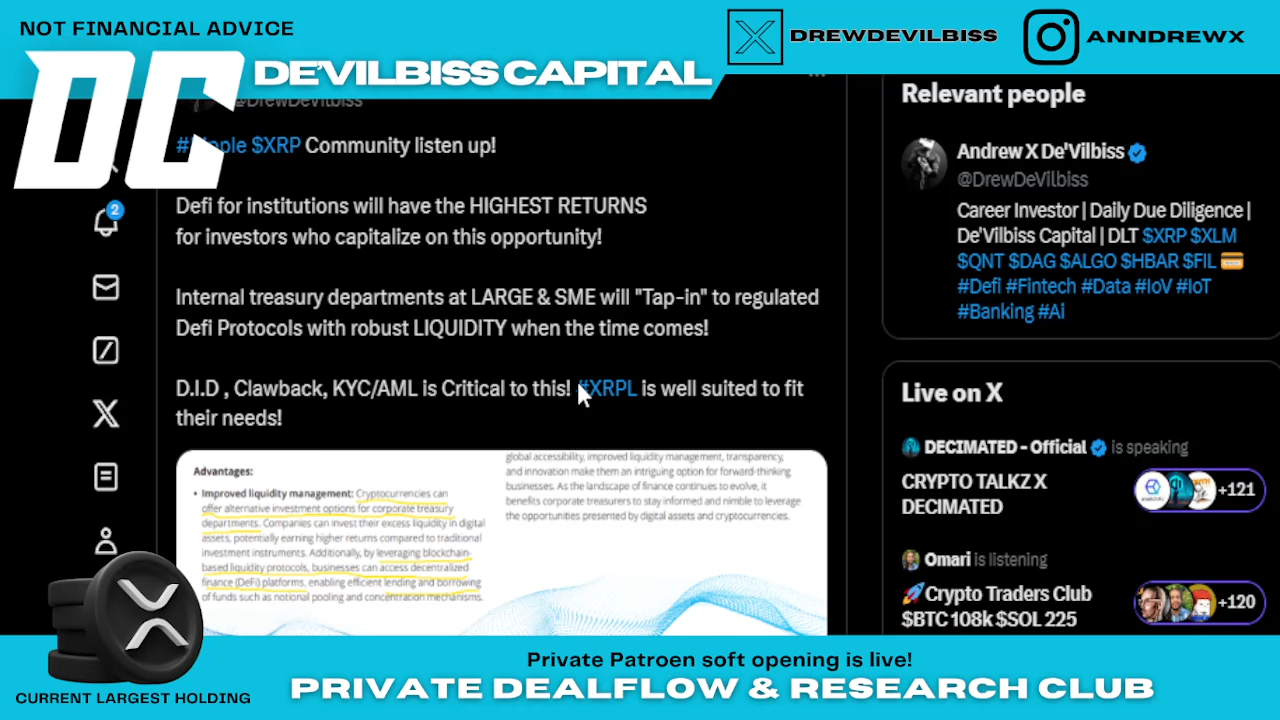 NOT FINANCIAL ADVICE
DC
DE'VILBISS CAPITAL
DREWDEVILBISS
ANNDREWX
@DrewDeVilbiss
$XRP Community listen up!
Defi for institutions will have the HIGHEST RETURNS
for investors who capitalize on this opportunity!
Internal treasury departments at LARGE & SME will "Tap-in" to regulated
Defi Protocols with robust LIQUIDITY when the time comes!
D.I.D , Clawback, KYC/AML is Critical to this! #XRPL is well suited to fit
their needs!
Advantages:
• Improved liquidity management: Cryptocurrencies can
offer alternative investment options for corporate treasury
departments. Companies can invest their excess liquidity in digital
assets, potentially earning higher returns compared to traditional
investment instruments. Additionally, by leveraging blockchain-
based liquidity protocols, businesses can access decentralized
finance (DeFi) platforms, enabling efficient lending and borrowing
of funds such as notional pooling and concentration mechanisms.
global accessibility, improved liquidity management, transparency,
and innovation make them an intriguing option for forward-thinking
businesses. As the landscape of finance continues to evolve, it
benefits corporate treasurers to stay informed and nimble to leverage
the opportunities presented by digital assets and cryptocurrencies.
2
Relevant people
Andrew X De'Vilbiss
@DrewDeVilbiss
Career Investor | Daily Due Diligence |
De'Vilbiss Capital | DLT $XRP $XLM
$QNT $DAG $ALGO $HBAR $FIL 💳
#Defi #Fintech #Data #IoV #IoT
#Banking #Ai
Live on X
DECIMATED - Official is speaking
CRYPTO TALKZ X
DECIMATED
+121
Omari is listening
🚀Crypto Traders Club
$BTC 108k $SOL 225
+120
CURRENT LARGEST HOLDING
Private Patroen soft opening is live!
PRIVATE DEALFLOW & RESEARCH CLUB